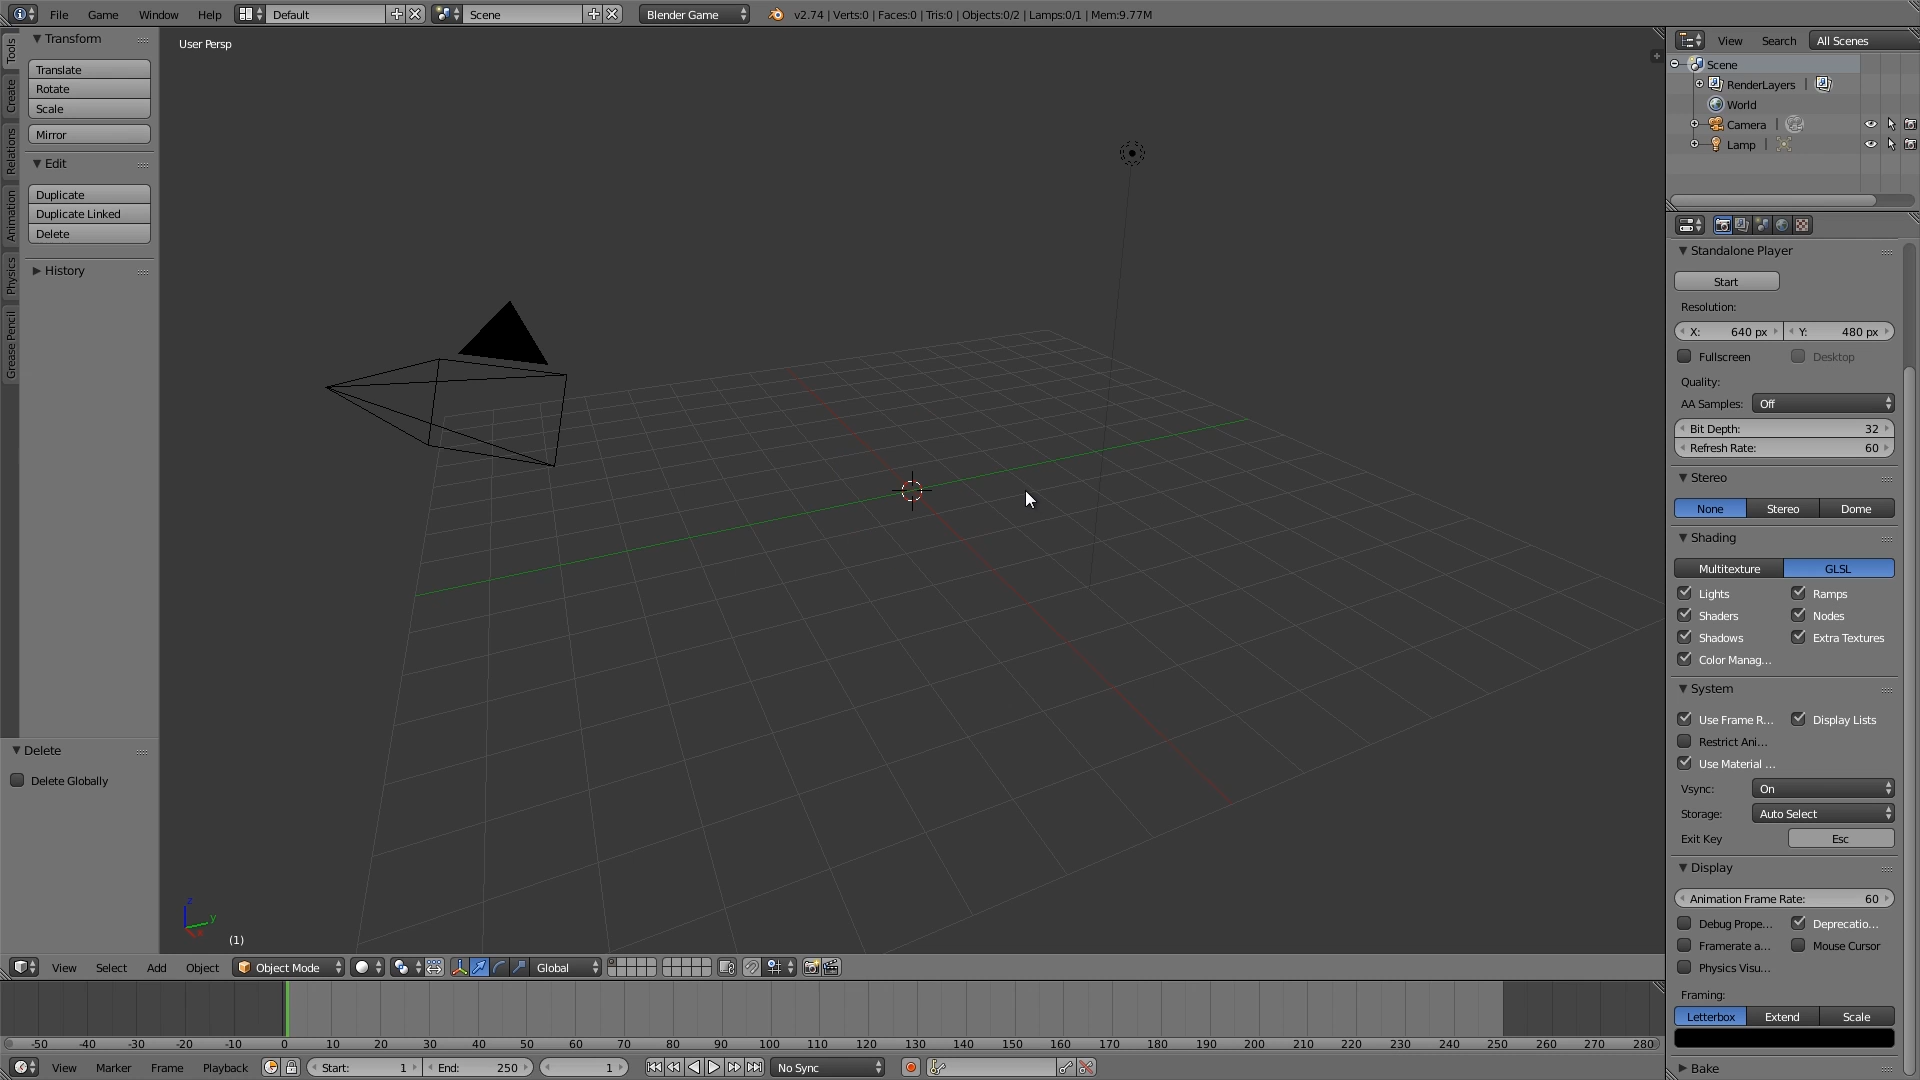 File Game Window Help Default Scene Blender Game v2.74 | Verts:0 | Faces:0 | Tris:0 | Objects:0/2 | Lamps:0/1 | Mem:9.77M
Tools
Create
Relations
Animation
Physics
Grease Pencil
Transform
Translate
Rotate
Scale
Mirror
Edit
Duplicate
Duplicate Linked
Delete
History
Delete
Delete Globally
User Persp
z
y
x
(1)
View Select Add Object Object Mode Global
-50 -40 -30 -20 -10 0 10 20 30 40 50 60 70 80 90 100 110 120 130 140 150 160 170 180 190 200 210 220 230 240 250 260 270 280
View Marker Frame Playback Start: 1 End: 250 1 No Sync
View Search All Scenes
Scene
RenderLayers |
World
Camera |
Lamp |
Standalone Player
Start
Resolution:
X: 640 px Y: 480 px
Fullscreen Desktop
Quality:
AA Samples: Off
Bit Depth: 32
Refresh Rate: 60
Stereo
None Stereo Dome
Shading
Multitexture GLSL
Lights Ramps
Shaders Nodes
Shadows Extra Textures
Color Manag...
System
Use Frame R... Display Lists
Restrict Ani...
Use Material ...
Vsync: On
Storage: Auto Select
Exit Key Esc
Display
Animation Frame Rate: 60
Debug Prope... Deprecatio...
Framerate a... Mouse Cursor
Physics Visu...
Framing:
Letterbox Extend Scale
Bake